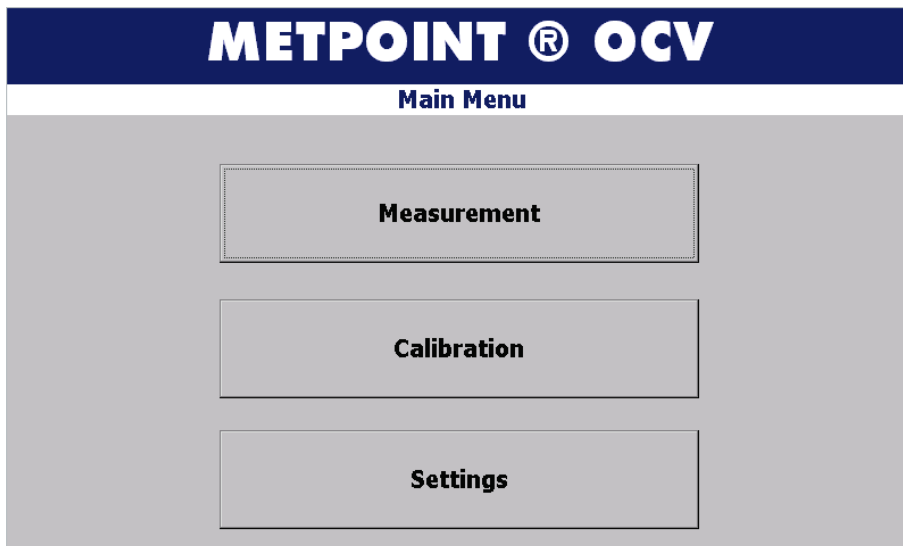 METPOINT ® OCV
Main Menu
Measurement
Calibration
Settings